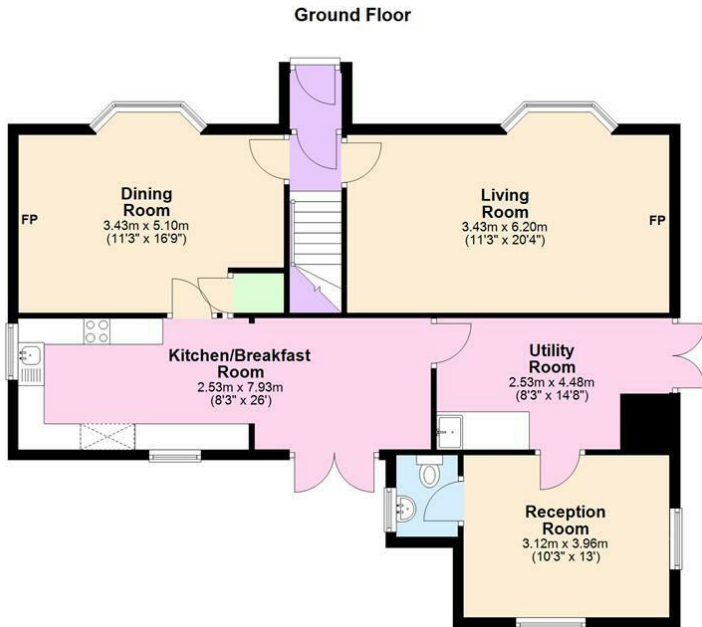 Ground Floor
Dining
Room
3.43m x 5.10m
(11'3" x 16'9")
FP
Living
Room
3.43m x 6.20m
(11'3" x 20'4")
FP
Kitchen/Breakfast
Room
2.53m x 7.93m
(8'3" x 26')
Utility
Room
2.53m x 4.48m
(8'3" x 14'8")
Reception
Room
3.12m x 3.96m
(10'3" x 13')